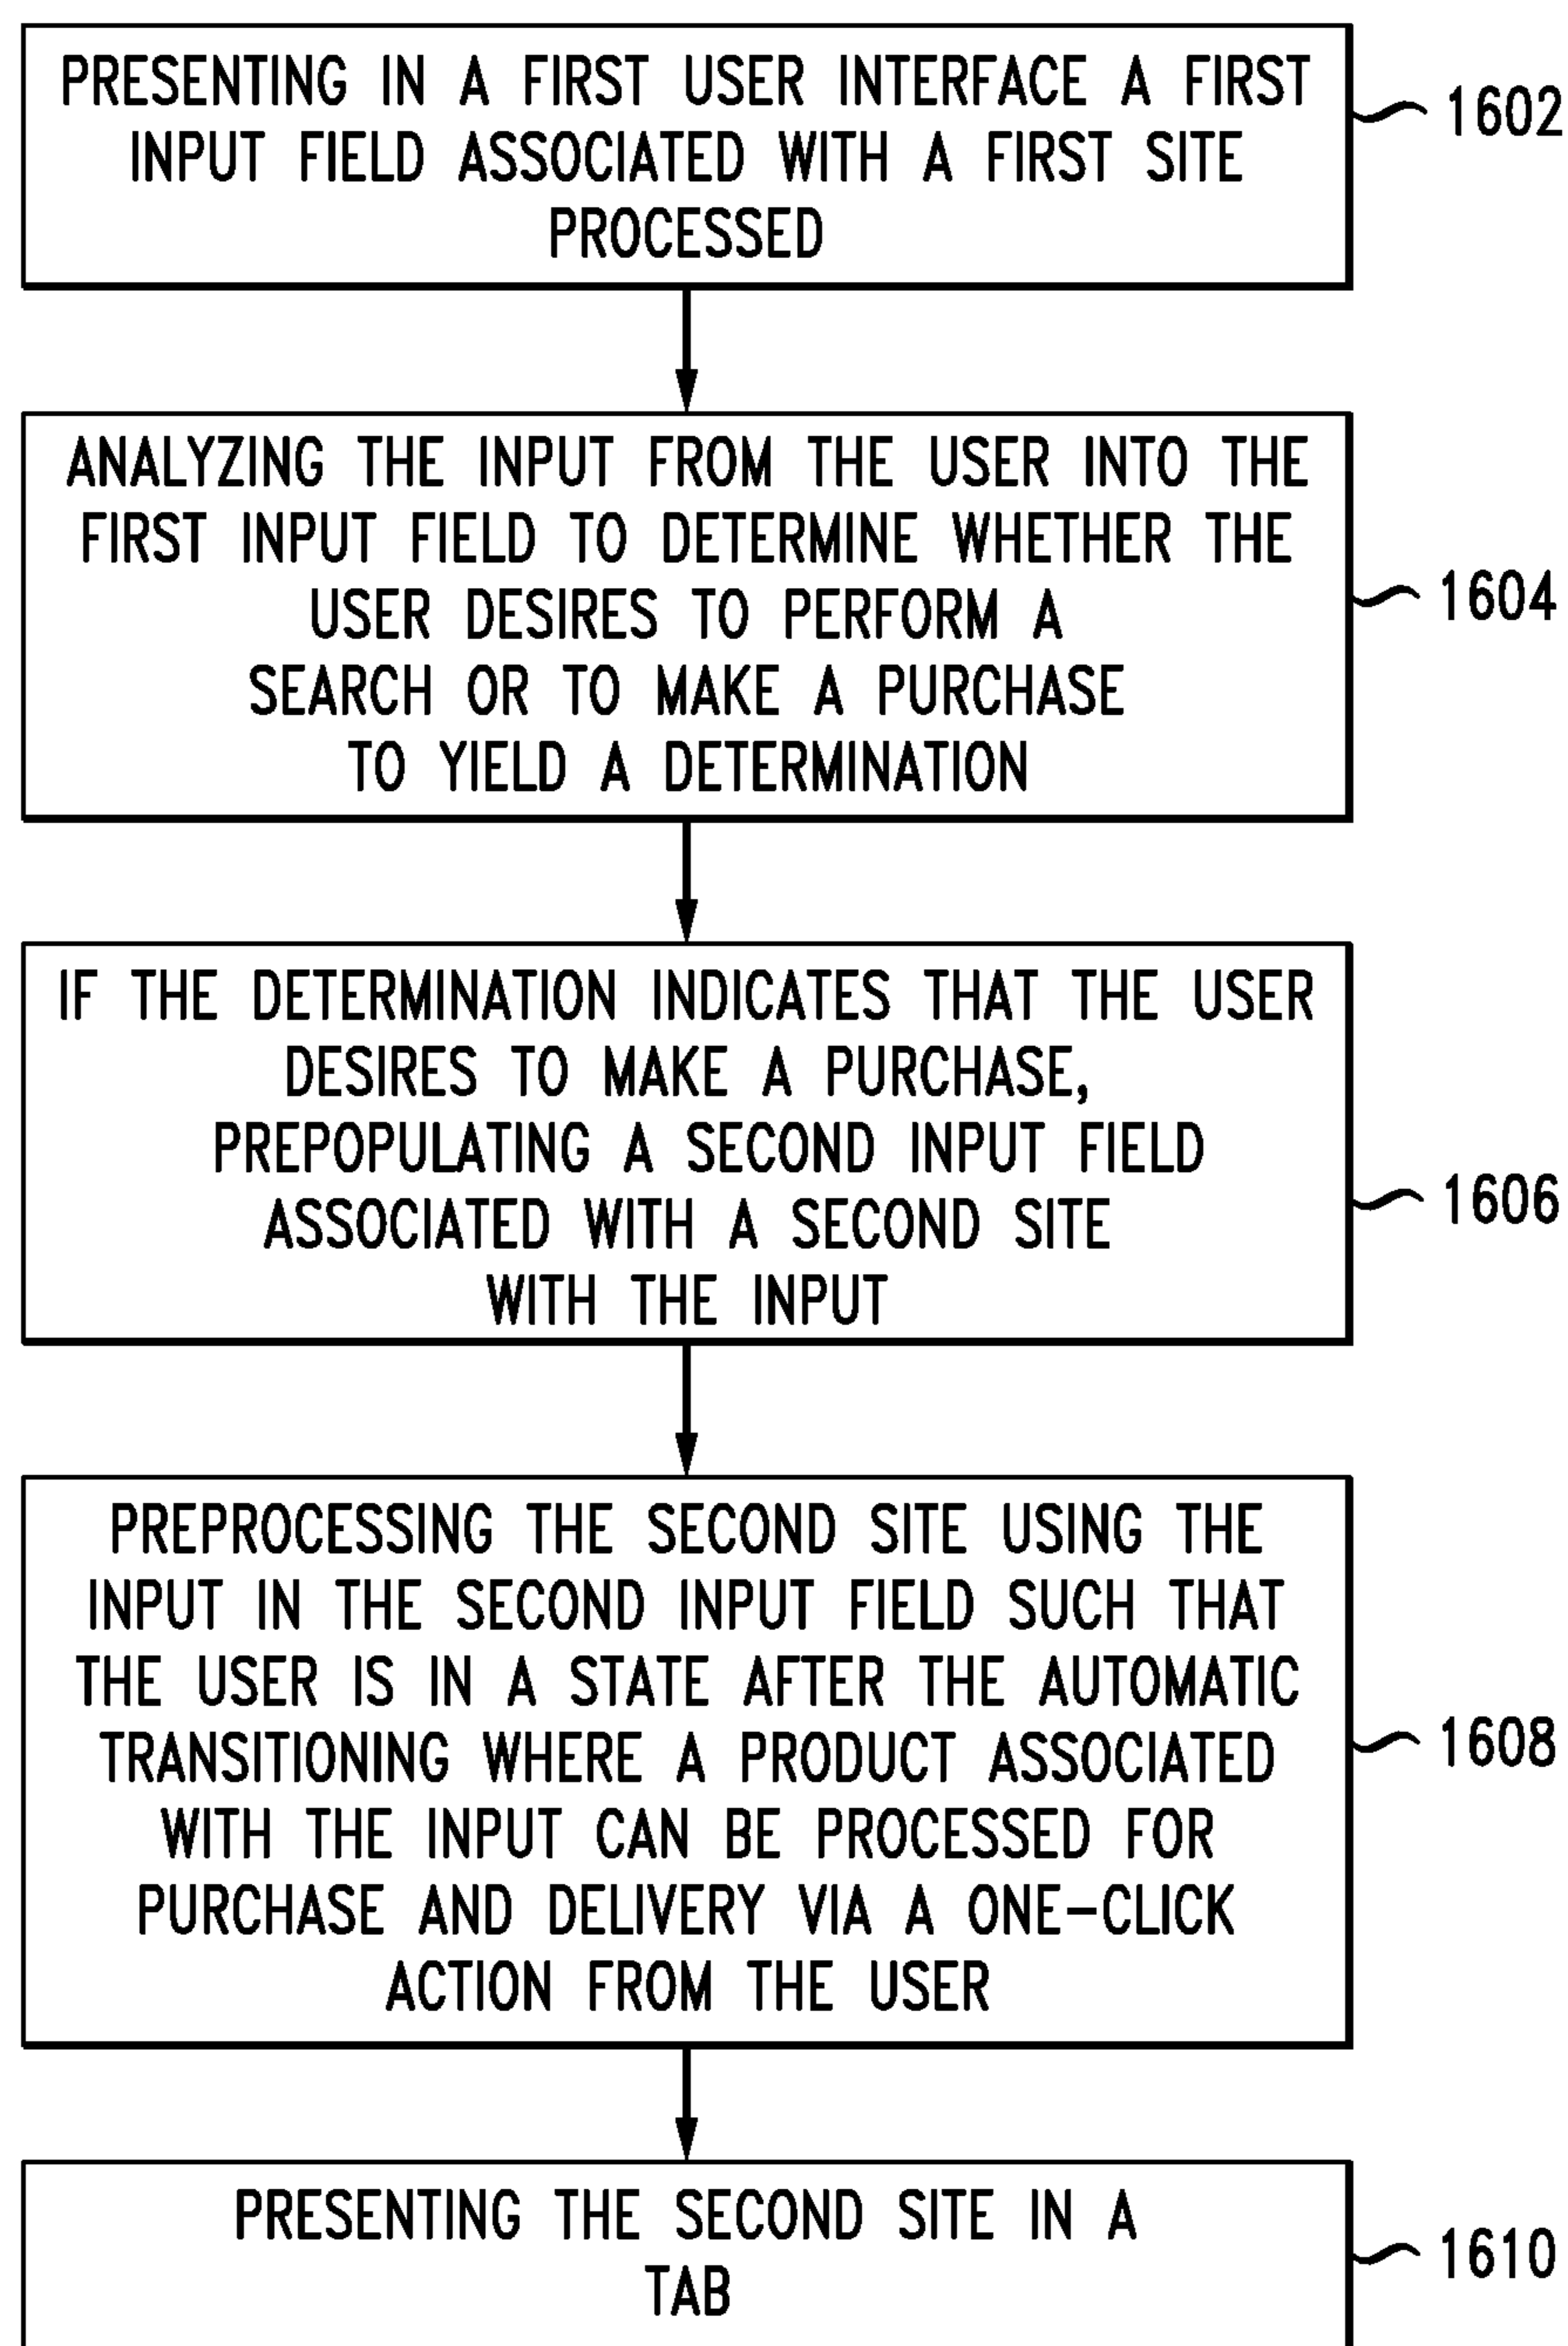 PRESENTING IN A FIRST USER INTERFACE A FIRST
INPUT FIELD ASSOCIATED WITH A FIRST SITE
PROCESSED
1602
ANALYZING THE INPUT FROM THE USER INTO THE
FIRST INPUT FIELD TO DETERMINE WHETHER THE
USER DESIRES TO PERFORM A
SEARCH OR TO MAKE A PURCHASE
TO YIELD A DETERMINATION
1604
IF THE DETERMINATION INDICATES THAT THE USER
DESIRES TO MAKE A PURCHASE,
PREPOPULATING A SECOND INPUT FIELD
ASSOCIATED WITH A SECOND SITE
WITH THE INPUT
1606
PREPROCESSING THE SECOND SITE USING THE
INPUT IN THE SECOND INPUT FIELD SUCH THAT
THE USER IS IN A STATE AFTER THE AUTOMATIC
TRANSITIONING WHERE A PRODUCT ASSOCIATED
WITH THE INPUT CAN BE PROCESSED FOR
PURCHASE AND DELIVERY VIA A ONE-CLICK
ACTION FROM THE USER
1608
PRESENTING THE SECOND SITE IN A
TAB
1610